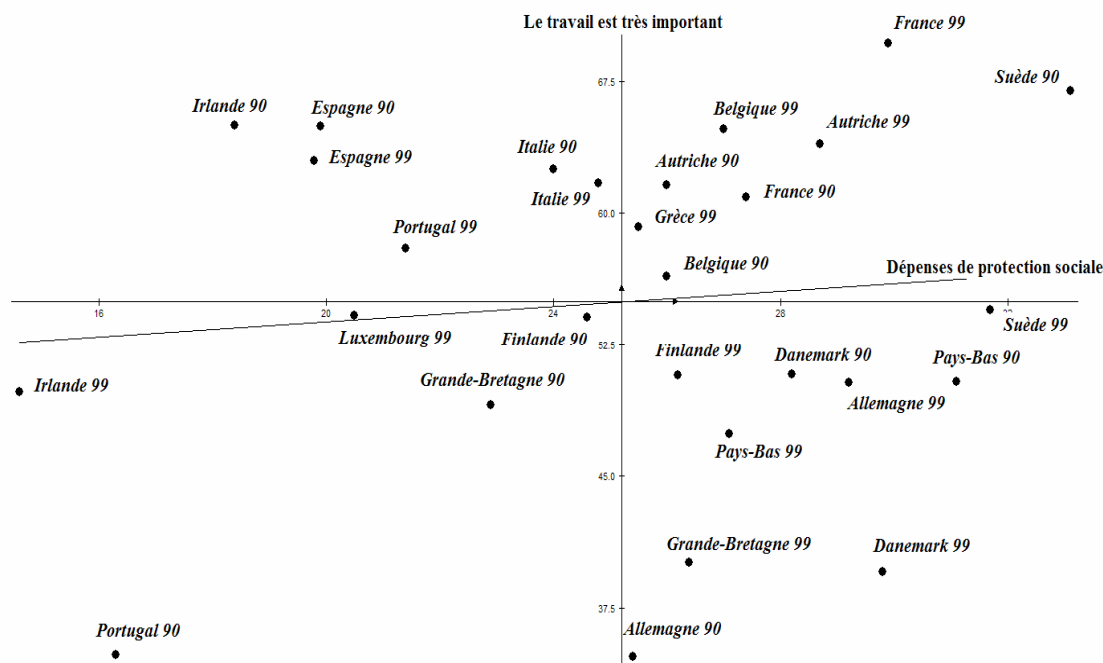 Le travail est très important
France 99
67.5
Suède 90
Irlande 90
Espagne 90
Belgique 99
Autriche 99
Italie 90
Espagne 99
Autriche 90
Italie 99
France 90
60.0
Grèce 99
Portugal 99
Belgique 90
Dépenses de protection sociale
16
20
24
28
Suède 99
Luxembourg 99
Finlande 90
52.5
Finlande 99
Danemark 90
Pays-Bas 90
Irlande 99
Grande-Bretagne 90
Allemagne 99
Pays-Bas 99
45.0
Grande-Bretagne 99
Danemark 99
37.5
Portugal 90
Allemagne 90